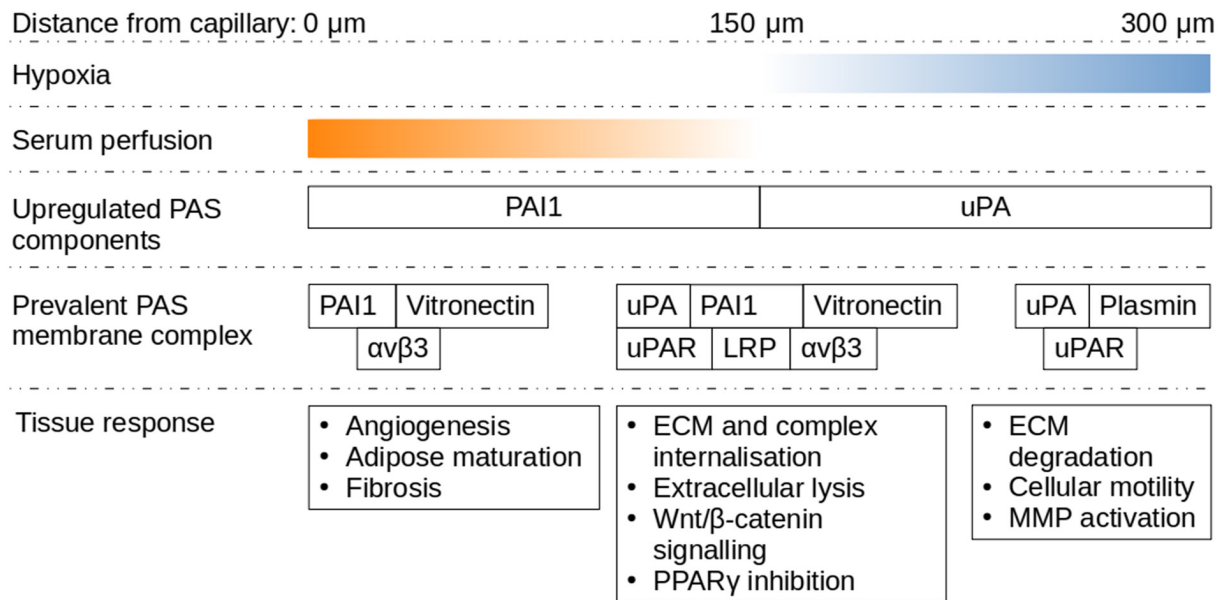 Distance from capillary: 0 μm 150 μm 300 μm
Hypoxia
Serum perfusion
Upregulated PAS
components
PAI1 uPA
Prevalent PAS
membrane complex
PAI1 Vitronectin
αvβ3
uPA PAI1 Vitronectin
uPAR LRP αvβ3
uPA Plasmin
uPAR
Tissue response
• Angiogenesis
• Adipose maturation
• Fibrosis
• ECM and complex
internalisation
• Extracellular lysis
• Wnt/β-catenin
signalling
• PPARγ inhibition
• ECM
degradation
• Cellular motility
• MMP activation